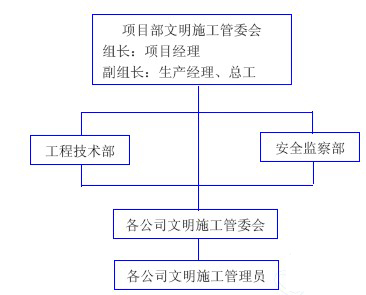 项目部文明施工管委会
组长：项目经理
副组长：生产经理、总工
工程技术部
安全监察部
各公司文明施工管委会
各公司文明施工管理员